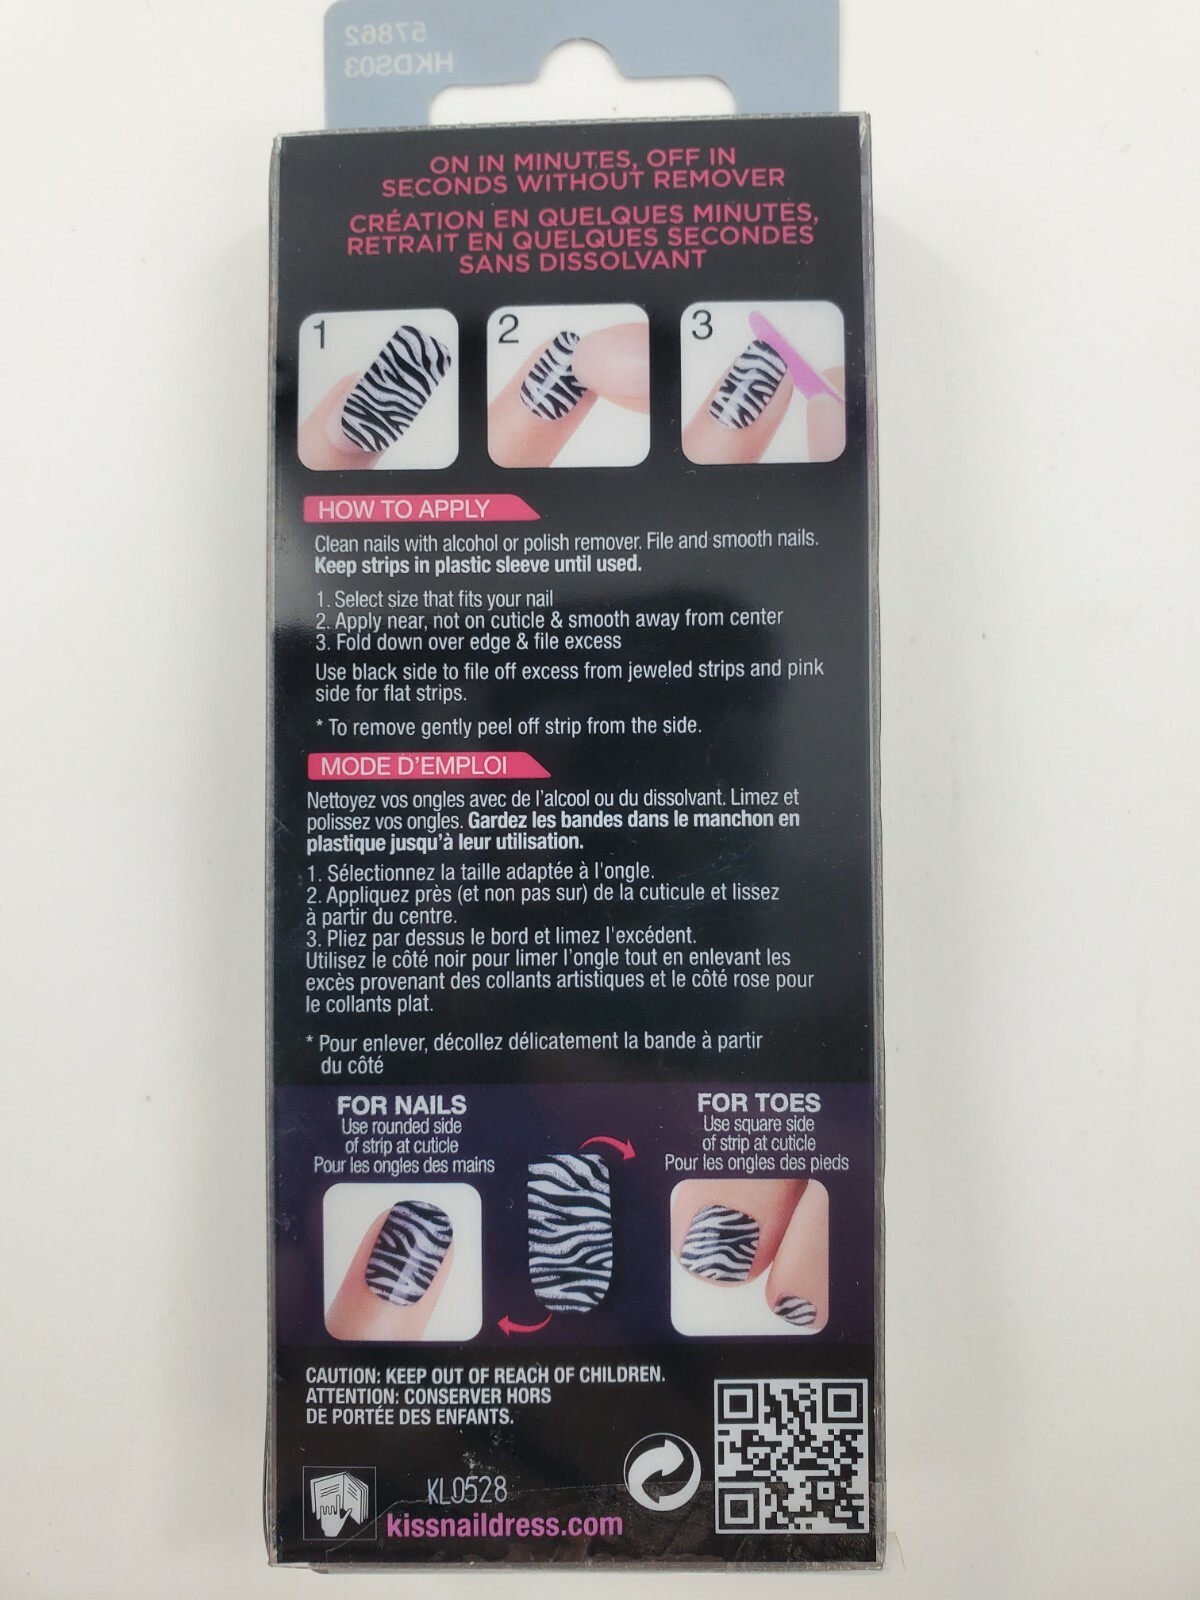 57862
HKDS03
ON IN MINUTES, OFF IN
SECONDS WITHOUT REMOVER
CRÉATION EN QUELQUES MINUTES,
RETRAIT EN QUELQUES SECONDES
SANS DISSOLVANT
1
2
3
HOW TO APPLY
Clean nails with alcohol or polish remover. File and smooth nails.
Keep strips in plastic sleeve until used.
1. Select size that fits your nail
2. Apply near, not on cuticle & smooth away from center
3. Fold down over edge & file excess
Use black side to file off excess from jeweled strips and pink
side for flat strips.
* To remove gently peel off strip from the side.
MODE D'EMPLOI
Nettoyez vos ongles avec de l'alcool ou du dissolvant. Limez et
polissez vos ongles. Gardez les bandes dans le manchon en
plastique jusqu'à leur utilisation.
1. Sélectionnez la taille adaptée à l'ongle.
2. Appliquez près (et non pas sur) de la cuticule et lissez
à partir du centre.
3. Pliez par dessus le bord et limez l'excédent.
Utilisez le côté noir pour limer l'ongle tout en enlevant les
excès provenant des collants artistiques et le côté rose pour
le collants plat.
* Pour enlever, décollez délicatement la bande à partir
du côté
FOR NAILS
Use rounded side
of strip at cuticle
Pour les ongles des mains
FOR TOES
Use square side
of strip at cuticle
Pour les ongles des pieds
CAUTION: KEEP OUT OF REACH OF CHILDREN.
ATTENTION: CONSERVER HORS
DE PORTÉE DES ENFANTS.
KL0528
kissnaildress.com